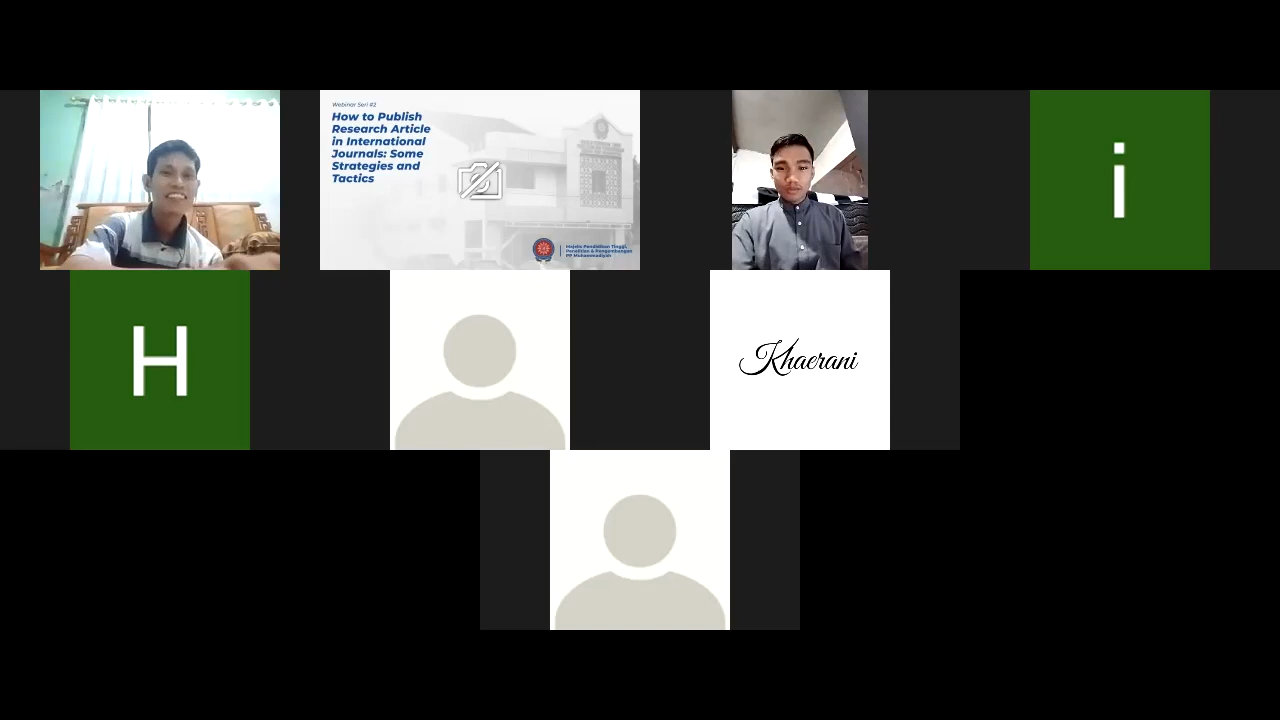 Webinar Seri #2
How to Publish
Research Article
in International
Journals: Some
Strategies and
Tactics
Majelis Pendidikan Tinggi,
Penelitian & Pengembangan
PP Muhammadiyah
i
H
Khaerani